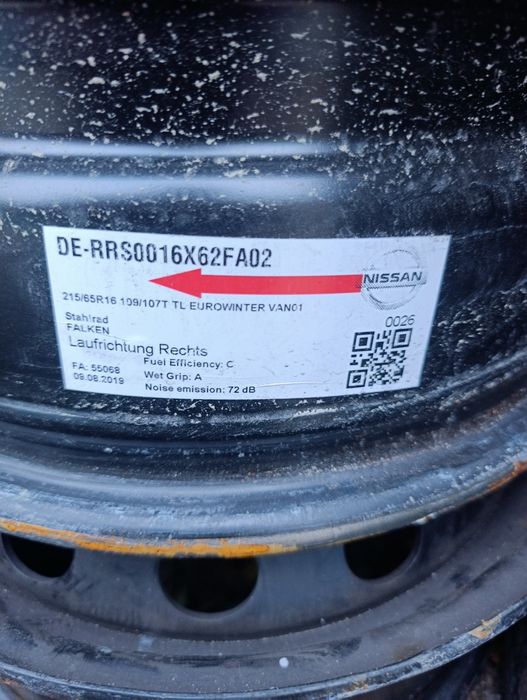 DE-RRS0016X62FA02
NISSAN
215/65R16 109/107T TL EUROWINTER VAN01
Stahlrad
FALKEN
0026
Laufrichtung Rechts
Fuel Efficiency: C
FA: 55068
Wet Grip: A
09.08.2019
Noise emission: 72 dB